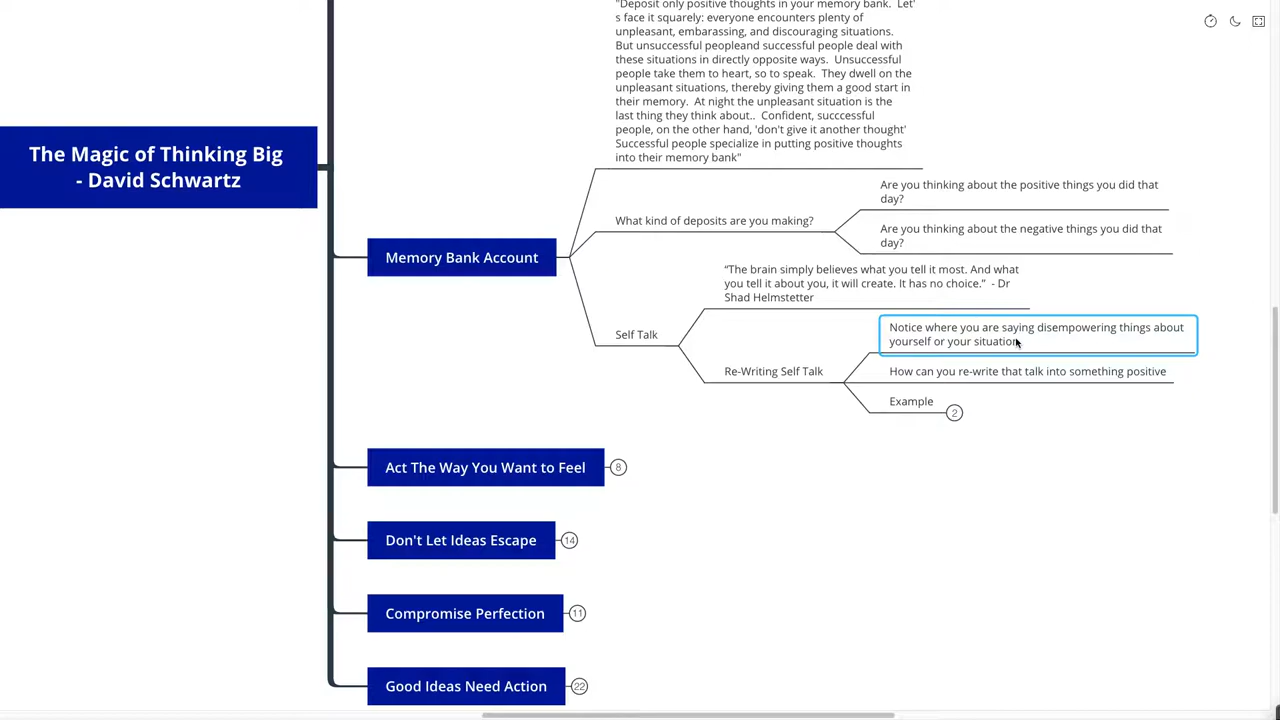 "Deposit only positive thoughts in your memory bank.  Let'
s face it squarely: everyone encounters plenty of
unpleasant, embarassing, and discouraging situations.
But unsuccessful peopleand successful people deal with
these situations in directly opposite ways.  Unsuccessful
people take them to heart, so to speak.  They dwell on the
unpleasant situations, thereby giving them a good start in
their memory.  At night the unpleasant situation is the
last thing they think about..  Confident, succcessful
people, on the other hand, 'don't give it another thought'
Successful people specialize in putting positive thoughts
into their memory bank"
The Magic of Thinking Big
- David Schwartz
Are you thinking about the positive things you did that
day?
What kind of deposits are you making?
Are you thinking about the negative things you did that
day?
Memory Bank Account
“The brain simply believes what you tell it most. And what
you tell it about you, it will create. It has no choice.”  - Dr
Shad Helmstetter
Self Talk
Notice where you are saying disempowering things about
yourself or your situation
Re-Writing Self Talk
How can you re-write that talk into something positive
Example
2
Act The Way You Want to Feel
8
Don't Let Ideas Escape
14
Compromise Perfection
11
Good Ideas Need Action
22